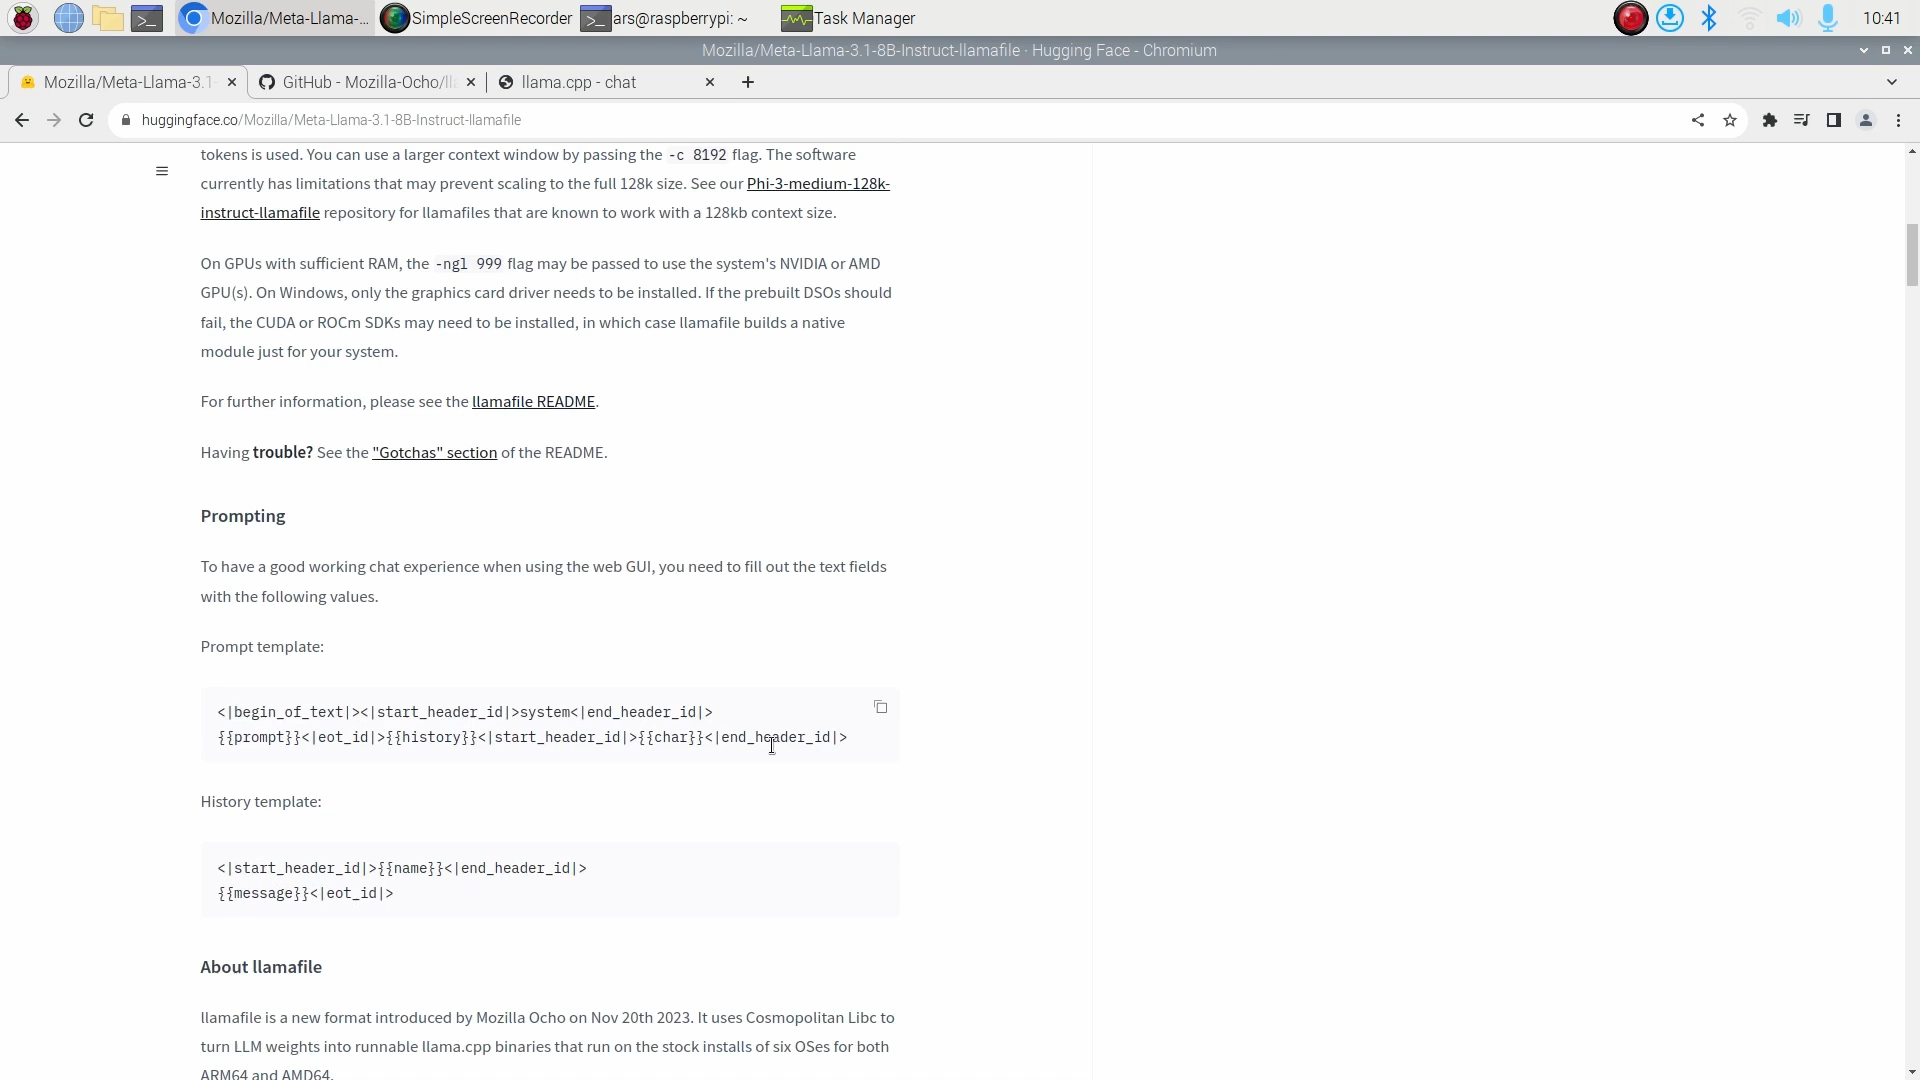 Mozilla/Meta-Llama-...
SimpleScreenRecorder
ars@raspberrypi: ~
Task Manager
10:41
Mozilla/Meta-Llama-3.1-8B-Instruct-llamafile · Hugging Face - Chromium
Mozilla/Meta-Llama-3.1-
GitHub - Mozilla-Ocho/lla
llama.cpp - chat
huggingface.co/Mozilla/Meta-Llama-3.1-8B-Instruct-llamafile
tokens is used. You can use a larger context window by passing the -c 8192 flag. The software
currently has limitations that may prevent scaling to the full 128k size. See our Phi-3-medium-128k-
instruct-llamafile repository for llamafiles that are known to work with a 128kb context size.
On GPUs with sufficient RAM, the -ngl 999 flag may be passed to use the system's NVIDIA or AMD
GPU(s). On Windows, only the graphics card driver needs to be installed. If the prebuilt DSOs should
fail, the CUDA or ROCm SDKs may need to be installed, in which case llamafile builds a native
module just for your system.
For further information, please see the llamafile README.
Having trouble? See the "Gotchas" section of the README.
Prompting
To have a good working chat experience when using the web GUI, you need to fill out the text fields
with the following values.
Prompt template:
<|begin_of_text|><|start_header_id|>system<|end_header_id|>
{{prompt}}<|eot_id|>{{history}}<|start_header_id|>{{char}}<|end_header_id|>
History template:
<|start_header_id|>{{name}}<|end_header_id|>
{{message}}<|eot_id|>
About llamafile
llamafile is a new format introduced by Mozilla Ocho on Nov 20th 2023. It uses Cosmopolitan Libc to
turn LLM weights into runnable llama.cpp binaries that run on the stock installs of six OSes for both
ARM64 and AMD64.